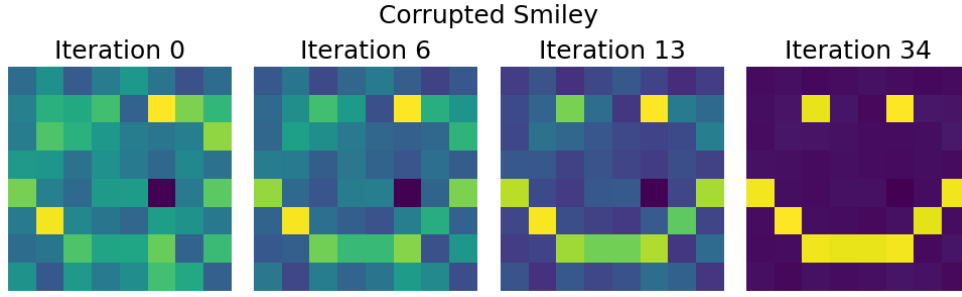 Corrupted Smiley
Iteration 0
Iteration 6
Iteration 13
Iteration 34